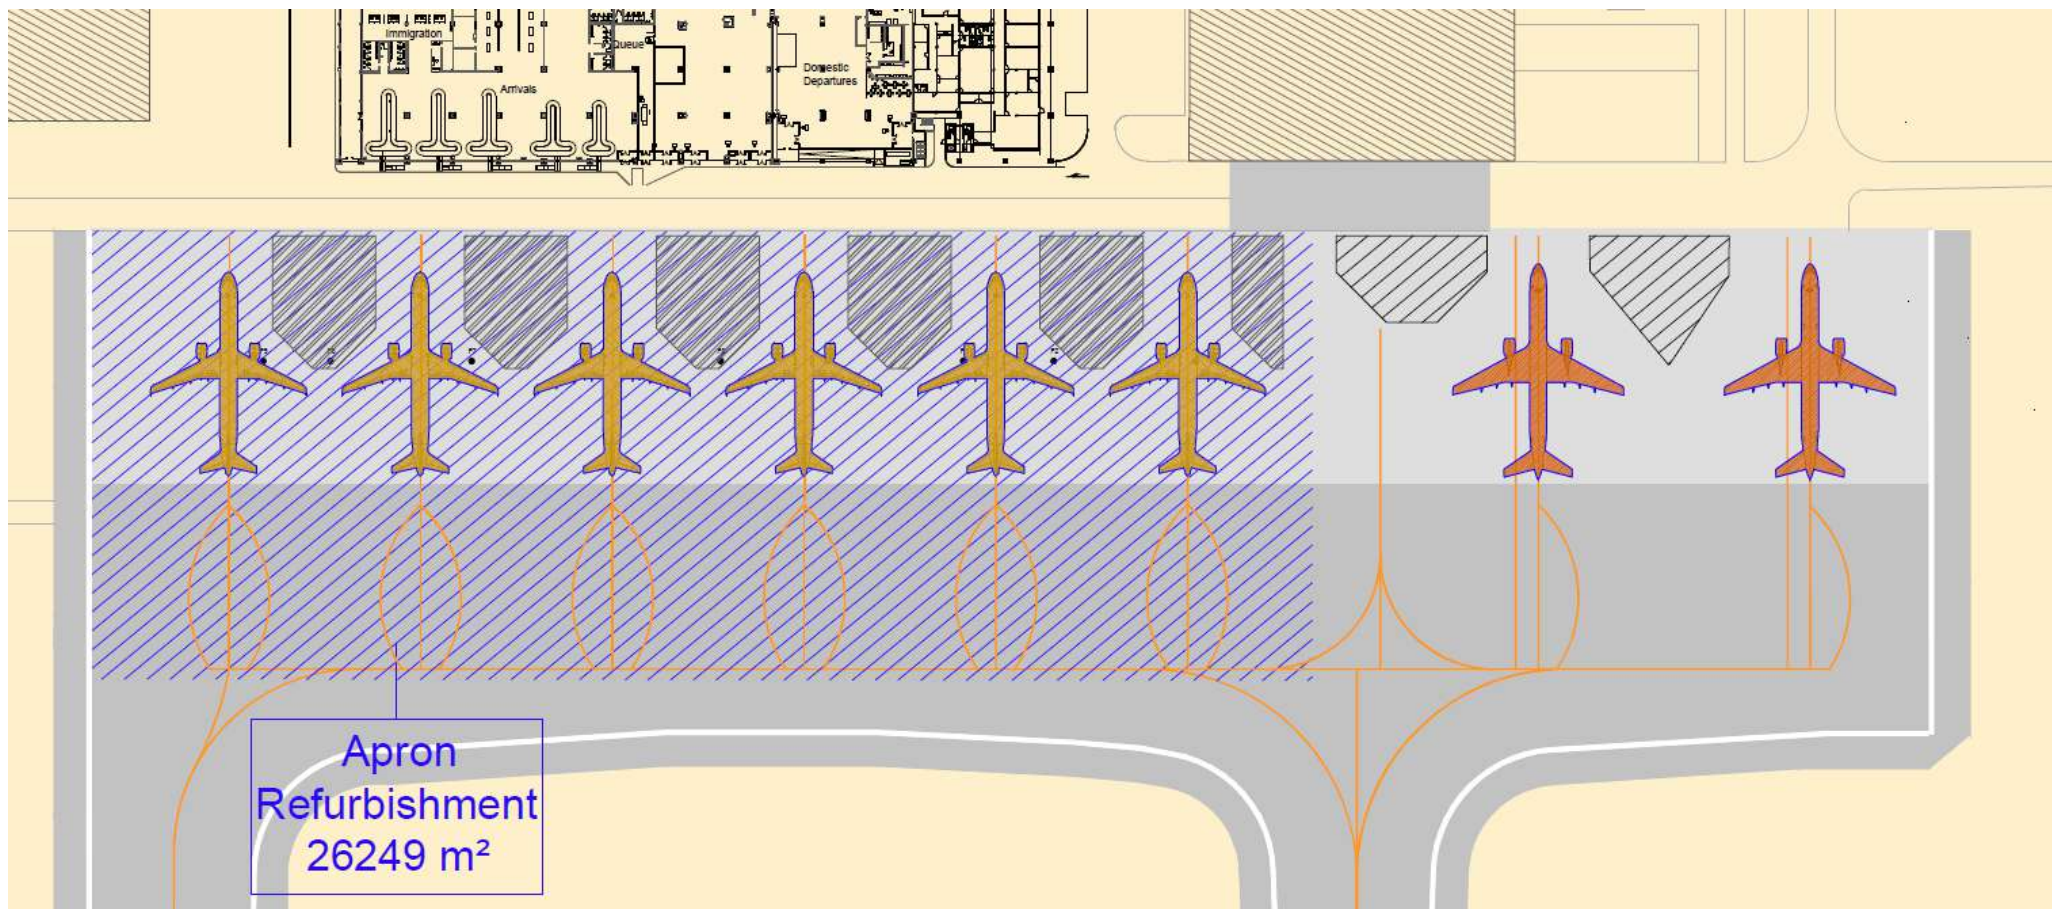 Immigration
Queue
Arrivals
Domestic
Departures
Apron
Refurbishment
26249 m²